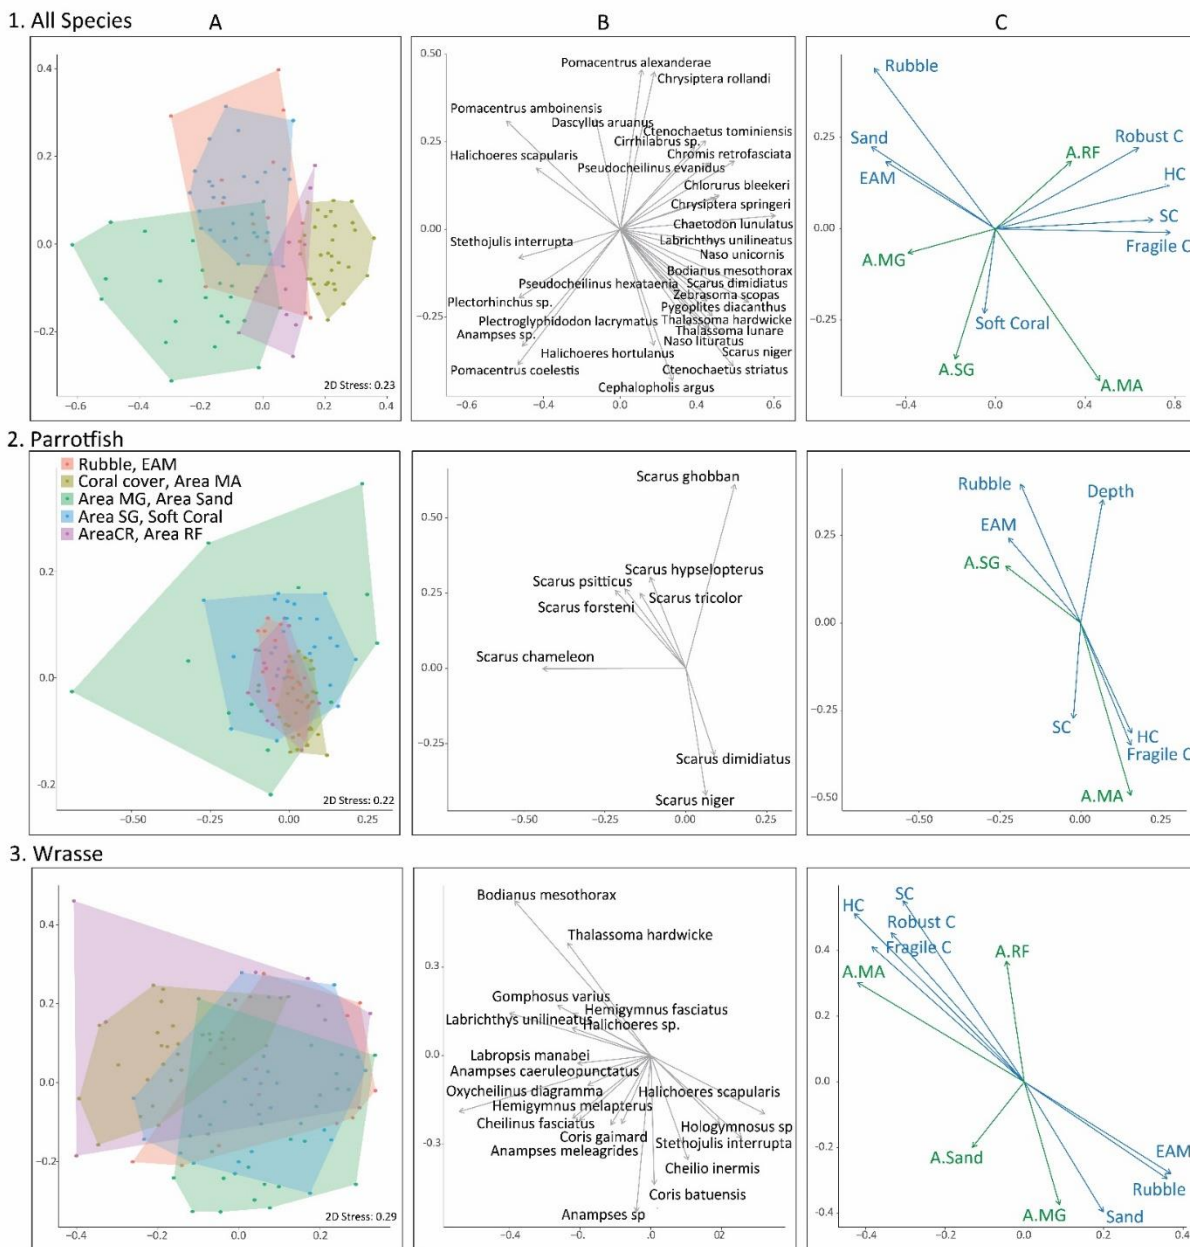 1. All Species
A
B
C
0.4
0.2
0.0
−0.2
−0.6
−0.4
−0.2
0.0
0.2
0.4
2D Stress: 0.23
0.50
0.25
0.00
−0.25
−0.6
−0.4
−0.2
0.0
0.2
0.4
0.6
Pomacentrus alexanderae
Chrysiptera rollandi
Pomacentrus amboinensis
Dascyllus aruanus
Ctenochaetus tominiensis
Cirrhilabrus sp.
Halichoeres scapularis
Chromis retrofasciata
Pseudocheilinus evanidus
Chlorurus bleekeri
Chrysiptera springeri
Chaetodon lunulatus
Stethojulis interrupta
Labrichthys unilineatus
Naso unicornis
Bodianus mesothorax
Pseudocheilinus hexataenia
Scarus dimidiatus
Zebrasoma scopas
Plectorhinchus sp.
Pygoplites diacanthus
Plectroglyphidodon lacrymatus
Thalassoma hardwicke
Anampses sp.
Thalassoma lunare
Naso lituratus
Halichoeres hortulanus
Scarus niger
Pomacentrus coelestis
Ctenochaetus striatus
Cephalopholis argus
0.25
0.00
−0.23
−0.4
0.0
0.4
0.8
Rubble
Sand
EAM
A.RF
Robust C
HC
SC
Fragile C
A.MG
Soft Coral
A.SG
A.MA
2. Parrotfish
Rubble, EAM
Coral cover, Area MA
Area MG, Area Sand
Area SG, Soft Coral
AreaCR, Area RF
0.2
0.0
−0.2
−0.50
−0.25
0.00
0.25
2D Stress: 0.22
0.50
0.25
0.00
−0.25
−0.50
−0.25
0.00
0.25
Scarus ghobban
Scarus hypselopterus
Scarus psitticus
Scarus tricolor
Scarus forsteni
Scarus chameleon
Scarus dimidiatus
Scarus niger
0.25
0.00
−0.25
−0.50
−0.50
−0.25
0.00
0.25
Rubble
Depth
EAM
A.SG
SC
HC
Fragile C
A.MA
3. Wrasse
0.4
0.2
0.0
−0.2
−0.4
−0.2
0.0
0.2
2D Stress: 0.29
0.3
0.0
−0.3
−0.6
−0.4
−0.2
.0
0.2
Bodianus mesothorax
Thalassoma hardwicke
Gomphosus varius
Hemigymnus fasciatus
Labrichthys unilineatus
Halichoeres sp.
Labropsis manabei
Anampses caeruleopunctatus
Oxycheilinus diagramma
Halichoeres scapularis
Hemigymnus melapterus
Cheilinus fasciatus
Hologymnosus sp
Coris gaimard
Stethojulis interrupta
Anampses meleagrides
Cheilio inermis
Coris batuensis
Anampses sp
0.4
0.2
0.0
−0.2
−0.4
−0.4
−0.2
0.0
0.2
0.4
HC
SC
Robust C
Fragile C
A.MA
A.RF
A.Sand
A.MG
EAM
Rubble
Sand